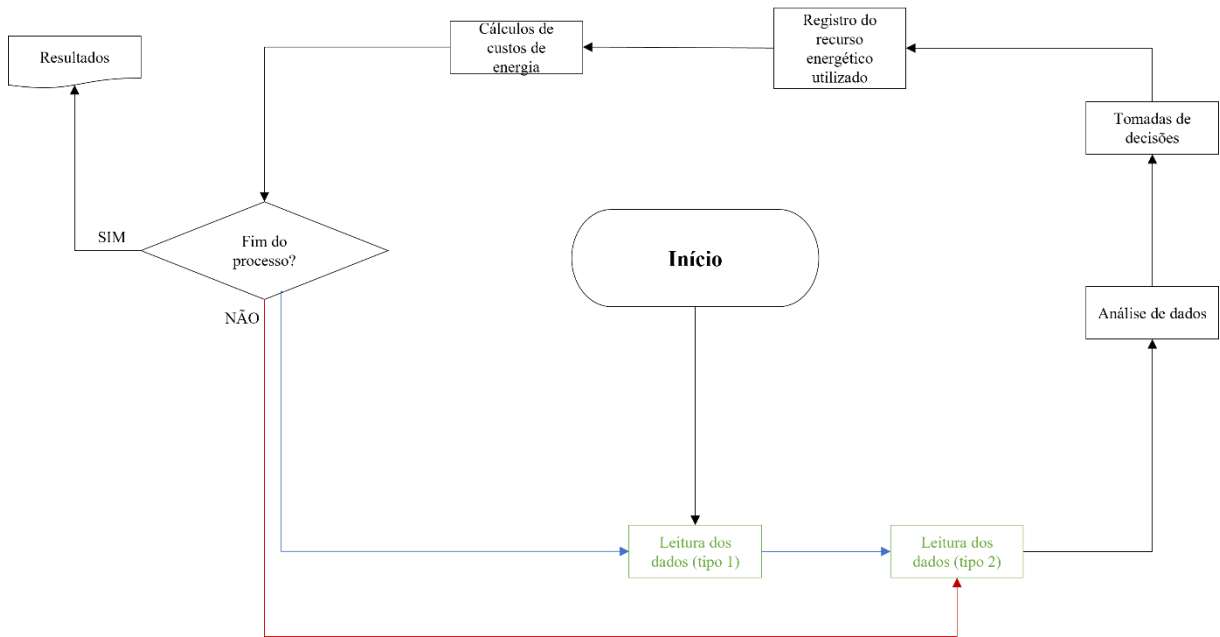 Resultados
Cálculos de
custos de
energia
Registro do
recurso
energético
utilizado
Tomadas de
decisões
SIM
Fim do
processo?
NÃO
Início
Análise de dados
Leitura dos
dados (tipo 1)
Leitura dos
dados (tipo 2)